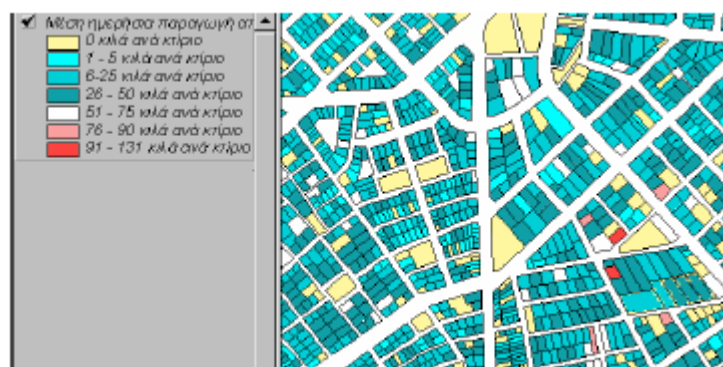 Μέση ημερήσια παραγωγή απ
0 κιλά ανά κτίριο
1 - 5 κιλά ανά κτίριο
6-25 κιλά ανά κτίριο
26 - 50 κιλά ανά κτίριο
51 - 75 κιλά ανά κτίριο
76 - 90 κιλά ανά κτίριο
91 - 131 κιλά ανά κτίριο